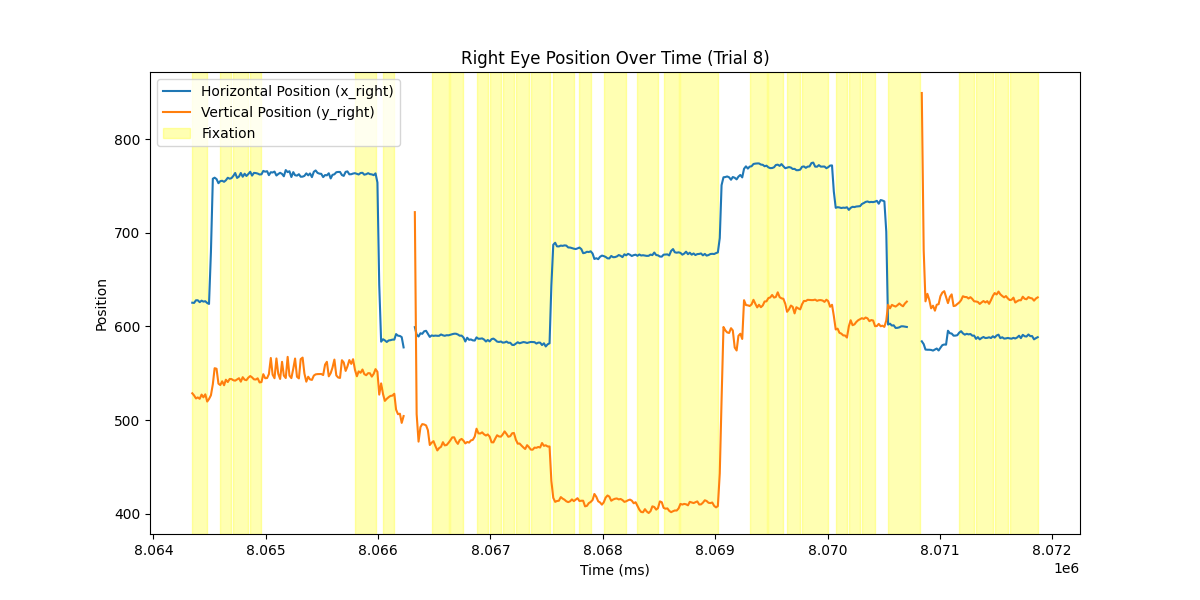 Right Eye Position Over Time (Trial 8)
Horizontal Position (x_right)
Vertical Position (y_right)
Fixation
Position
800
700
600
500
400
8.064 8.065 8.066 8.067 8.068 8.069 8.070 8.071 8.072
1e6
Time (ms)